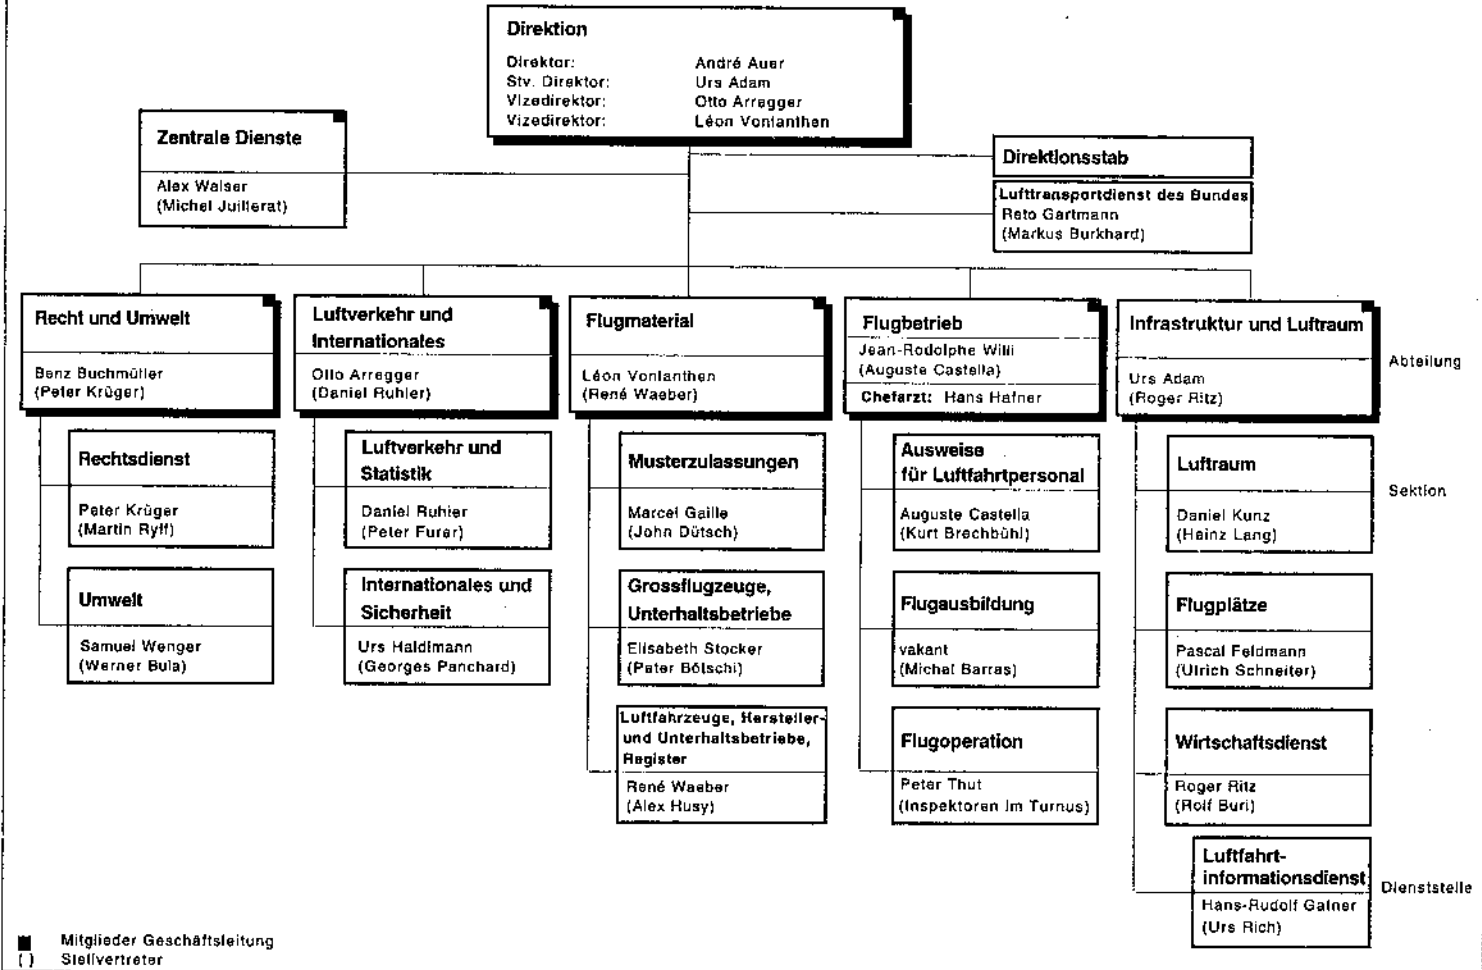 Direktion
Direktor: André Auer
Stv. Direktor: Urs Adam
Vizedirektor: Otto Arregger
Vizedirektor: Léon Vonlanthen
Zentrale Dienste
Alex Walser
(Michel Juillerat)
Direktionsstab
Lufttransportdienst des Bundes
Reto Gartmann
(Markus Burkhard)
Recht und Umwelt
Benz Buchmüller
(Peter Krüger)
Luftverkehr und
Internationales
Otto Arregger
(Daniel Ruhier)
Flugmaterial
Léon Vonlanthen
(René Waeber)
Flugbetrieb
Jean-Rodolphe Willi
(Auguste Castella)
Chefarzt: Hans Hafner
Infrastruktur und Luftraum
Urs Adam
(Roger Ritz)
Abteilung
Rechtsdienst
Peter Krüger
(Martin Ryff)
Luftverkehr und
Statistik
Daniel Ruhier
(Peter Furer)
Musterzulassungen
Marcel Gaille
(John Dütsch)
Ausweise
für Luftfahrtpersonal
Auguste Castella
(Kurt Brechbühl)
Luftraum
Daniel Kunz
(Heinz Lang)
Sektion
Umwelt
Samuel Wenger
(Werner Bula)
Internationales und
Sicherheit
Urs Haldimann
(Georges Panchard)
Grossflugzeuge,
Unterhaltsbetriebe
Elisabeth Stocker
(Peter Bötschi)
Flugausbildung
vakant
(Michel Barras)
Flugplätze
Pascal Feldmann
(Ulrich Schneiter)
Luftfahrzeuge, Hersteller-
und Unterhaltsbetriebe,
Register
René Waeber
(Alex Husy)
Flugoperation
Peter Thut
(Inspektoren im Turnus)
Wirtschaftsdienst
Roger Ritz
(Rolf Buri)
Luftfahrt-
informationsdienst
Hans-Rudolf Gafner
(Urs Rich)
Dienststelle
■ Mitglieder Geschäftsleitung
( ) Stellvertreter